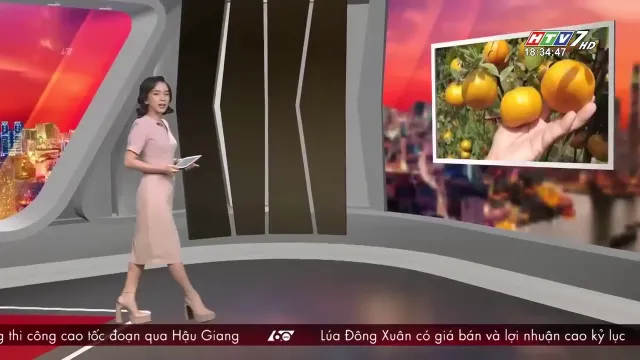 HTV7 HD
18:34:47
g thi công cao tốc đoạn qua Hậu Giang 60 Lúa Đông Xuân có giá bán và lợi nhuận cao kỷ lục